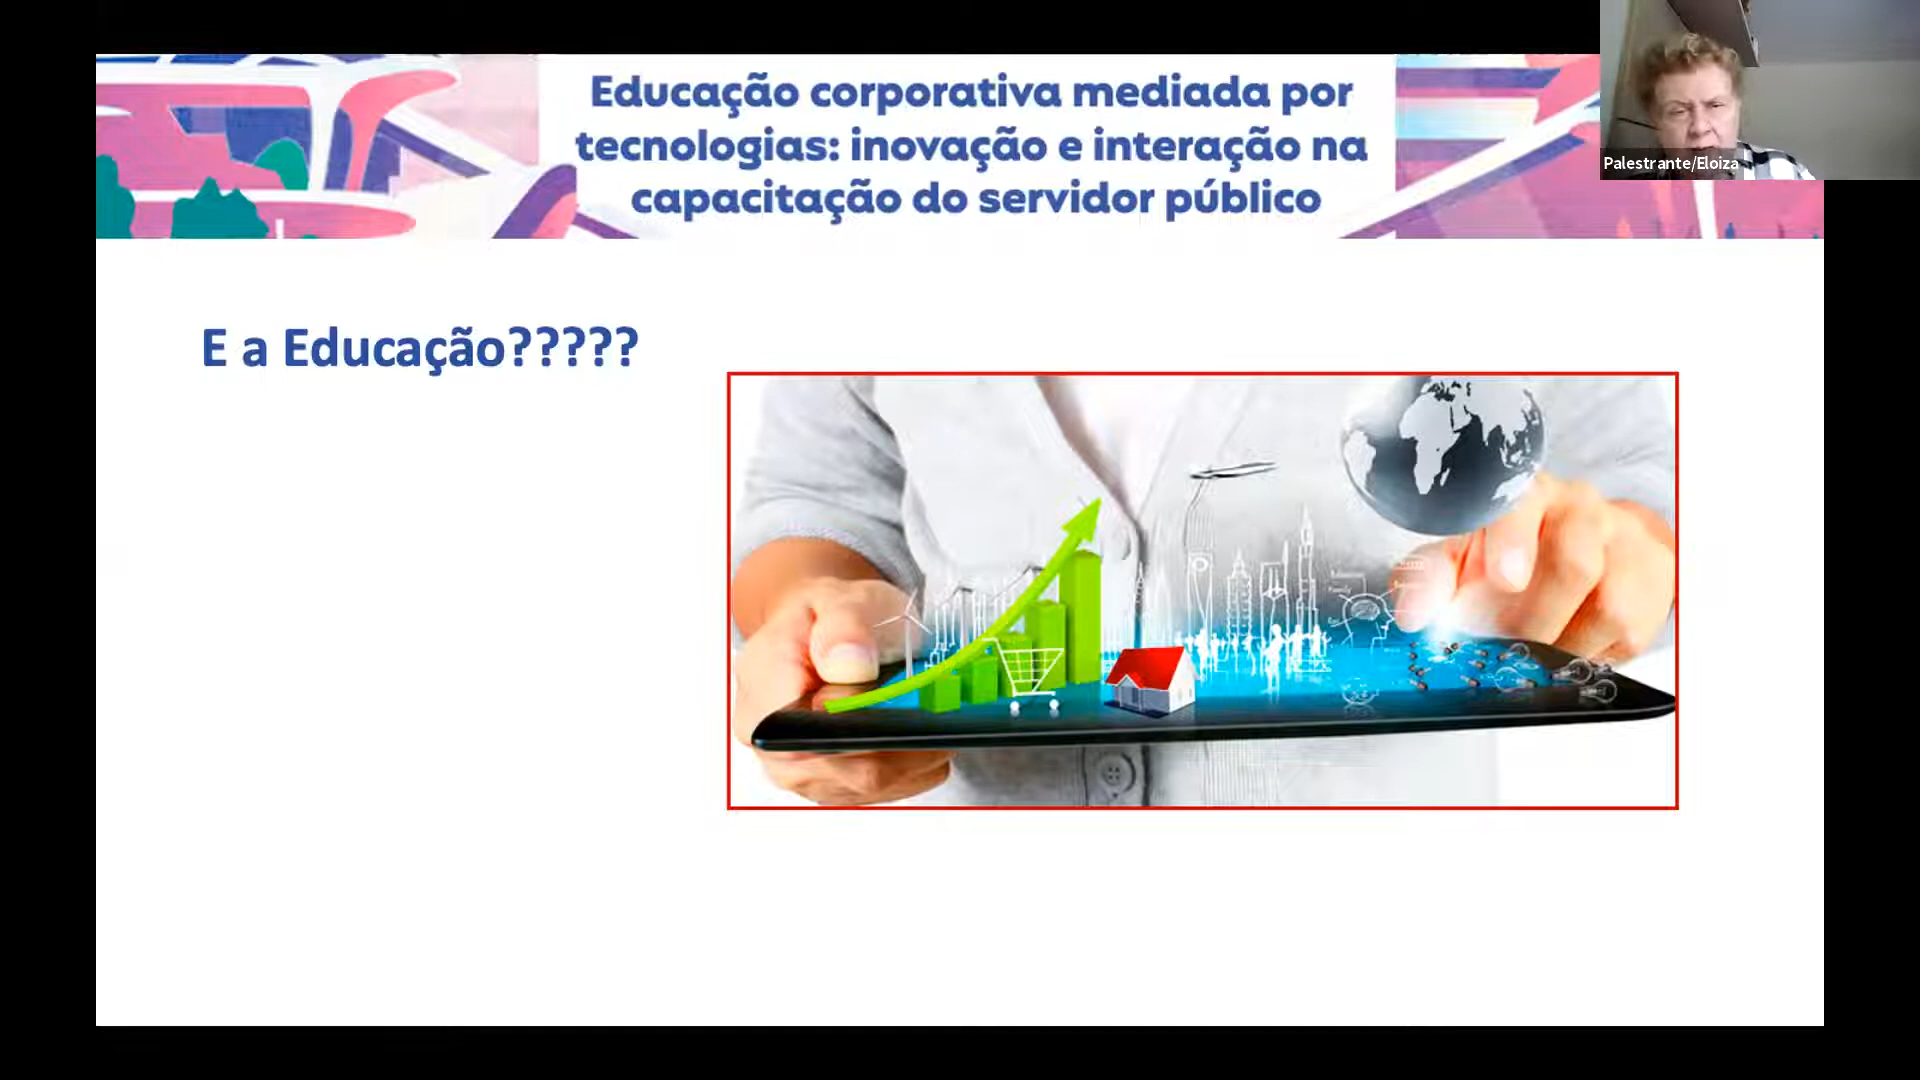 Educação corporativa mediada por
tecnologias: inovação e interação na
capacitação do servidor público
Palestrante/Eloiza
E a Educação?????